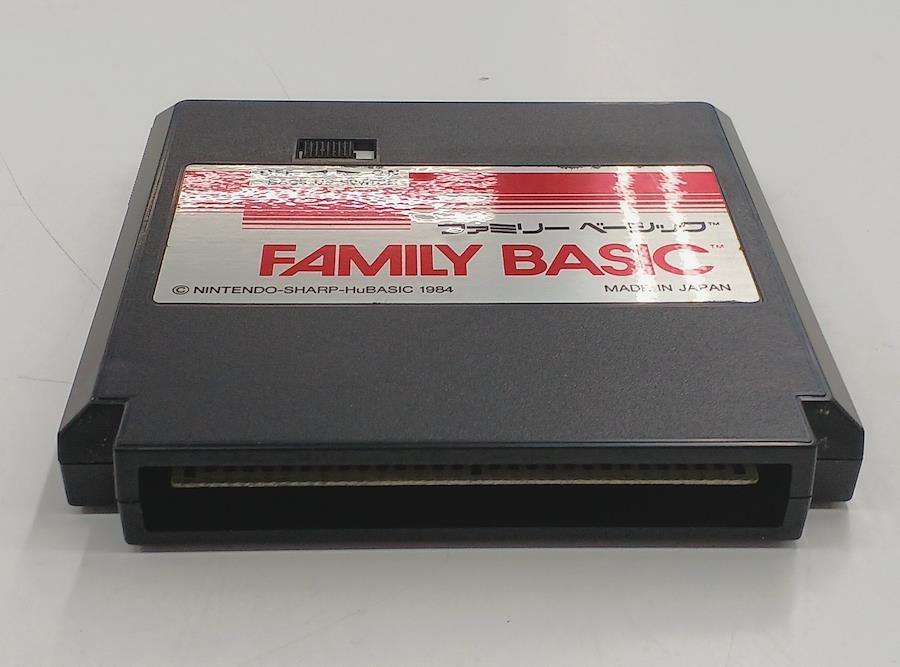 ファミリー ベーシック™
FAMILY BASIC™
© NINTENDO-SHARP-HuBASIC 1984
MADE IN JAPAN